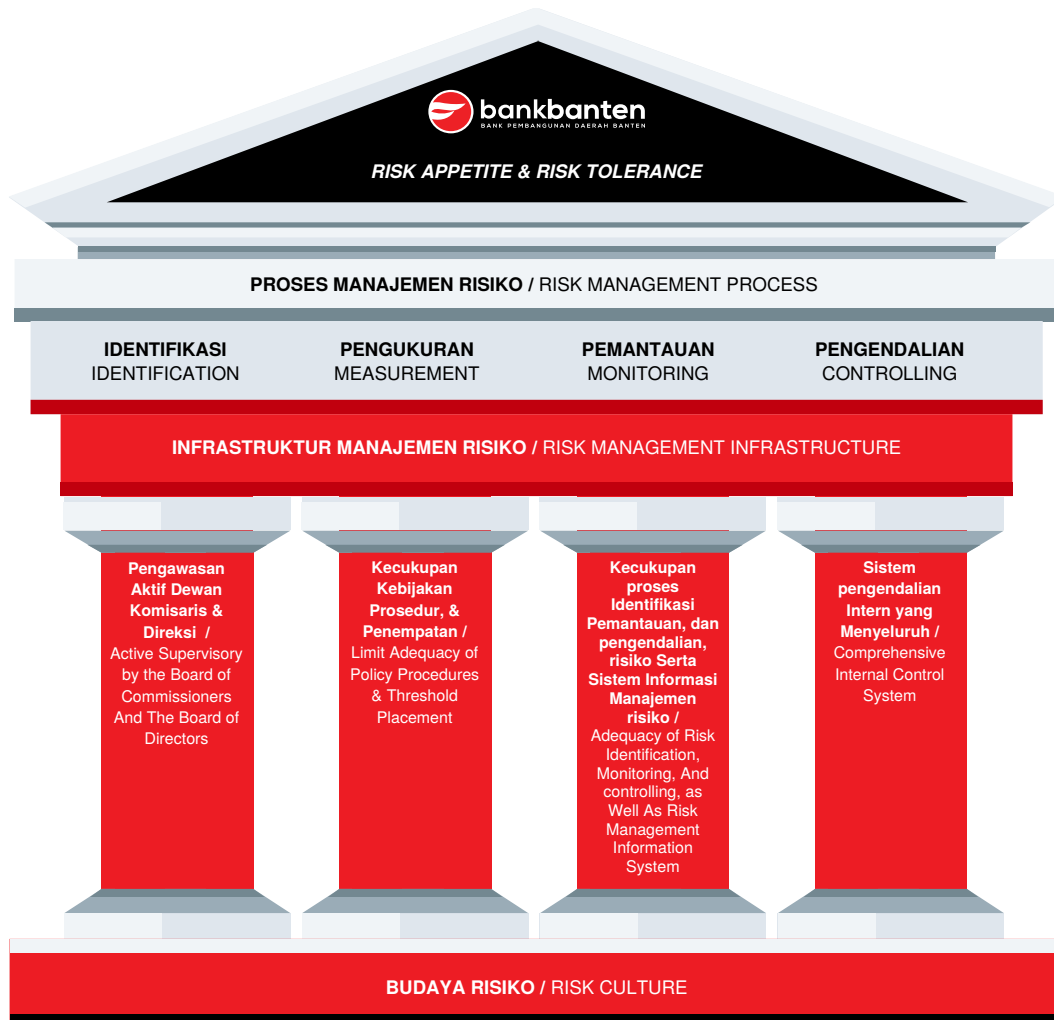 bankbanten
BANK PEMBANGUNAN DAERAH BANTEN
RISK APPETITE & RISK TOLERANCE
PROSES MANAJEMEN RISIKO / RISK MANAGEMENT PROCESS
IDENTIFIKASI
IDENTIFICATION
PENGUKURAN
MEASUREMENT
PEMANTAUAN
MONITORING
PENGENDALIAN
CONTROLLING
INFRASTRUKTUR MANAJEMEN RISIKO / RISK MANAGEMENT INFRASTRUCTURE
Pengawasan
Aktif Dewan
Komisaris &
Direksi /
Active Supervisory
by the Board of
Commissioners
And The Board of
Directors
Kecukupan
Kebijakan
Prosedur, &
Penempatan /
Limit Adequacy of
Policy Procedures
& Threshold
Placement
Kecukupan
proses
Identifikasi
Pemantauan, dan
pengendalian,
risiko Serta
Sistem Informasi
Manajemen
risiko /
Adequacy of Risk
Identification,
Monitoring, And
controlling, as
Well As Risk
Management
Information
System
Sistem
pengendalian
Intern yang
Menyeluruh /
Comprehensive
Internal Control
System
BUDAYA RISIKO / RISK CULTURE